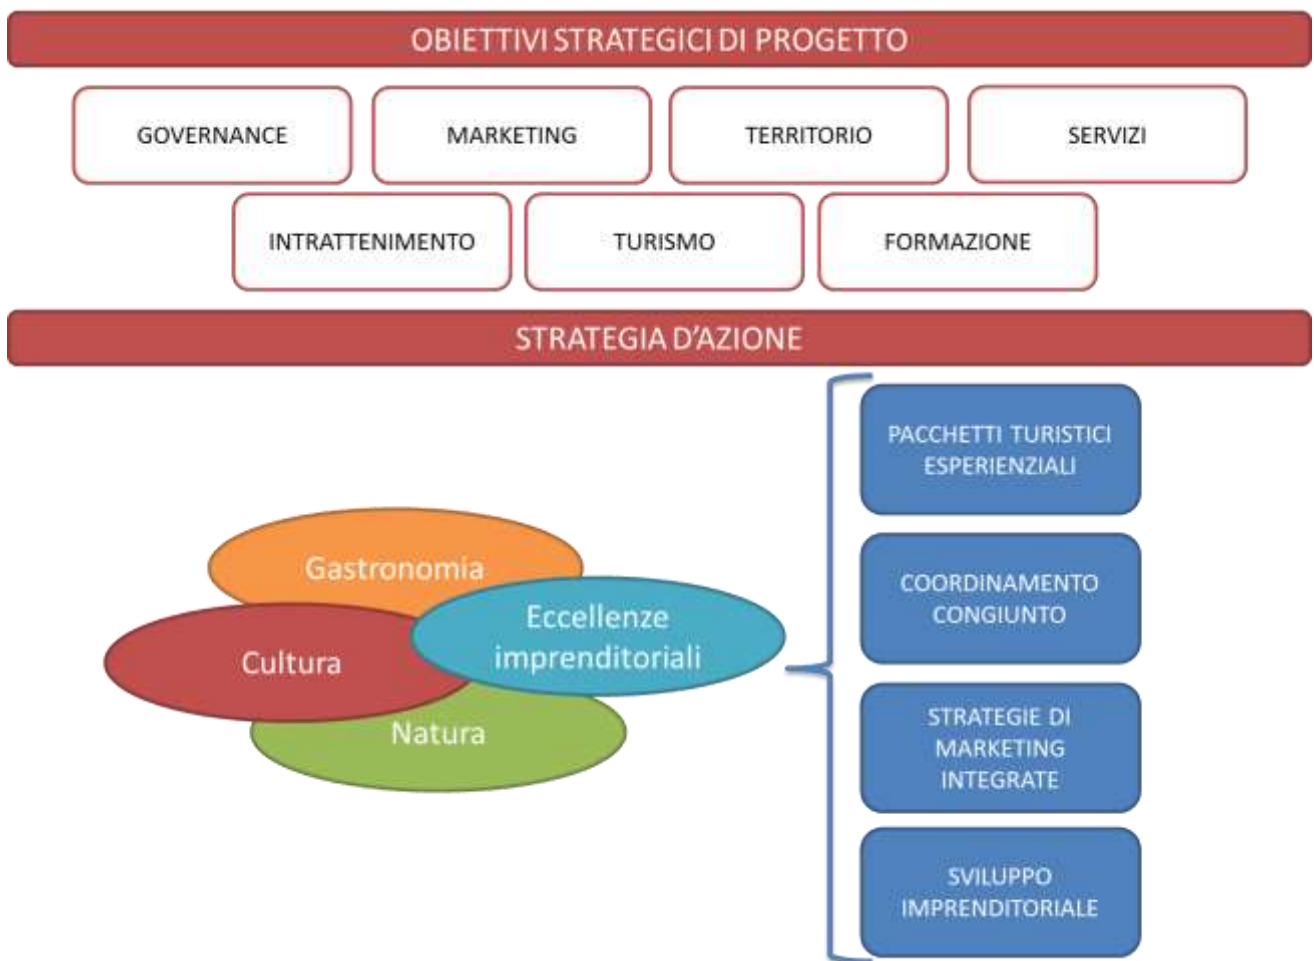 OBIETTIVI STRATEGICI DI PROGETTO
GOVERNANCE
MARKETING
TERRITORIO
SERVIZI
INTRATTENIMENTO
TURISMO
FORMAZIONE
STRATEGIA D’AZIONE
Gastronomia
Eccellenze
imprenditoriali
Cultura
Natura
PACCHETTI TURISTICI
ESPERIENZIALI
COORDINAMENTO
CONGIUNTO
STRATEGIE DI
MARKETING
INTEGRATE
SVILUPPO
IMPRENDITORIALE